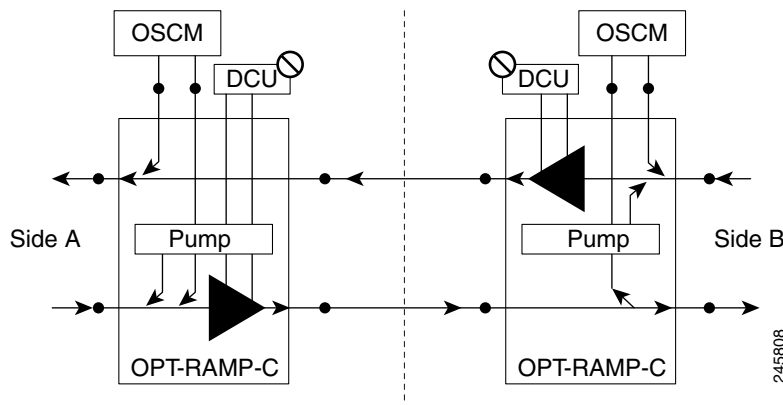 OSCM
OSCM
DCU
DCU
Side A
Pump
Pump
Side B
OPT-RAMP-C
OPT-RAMP-C
245808